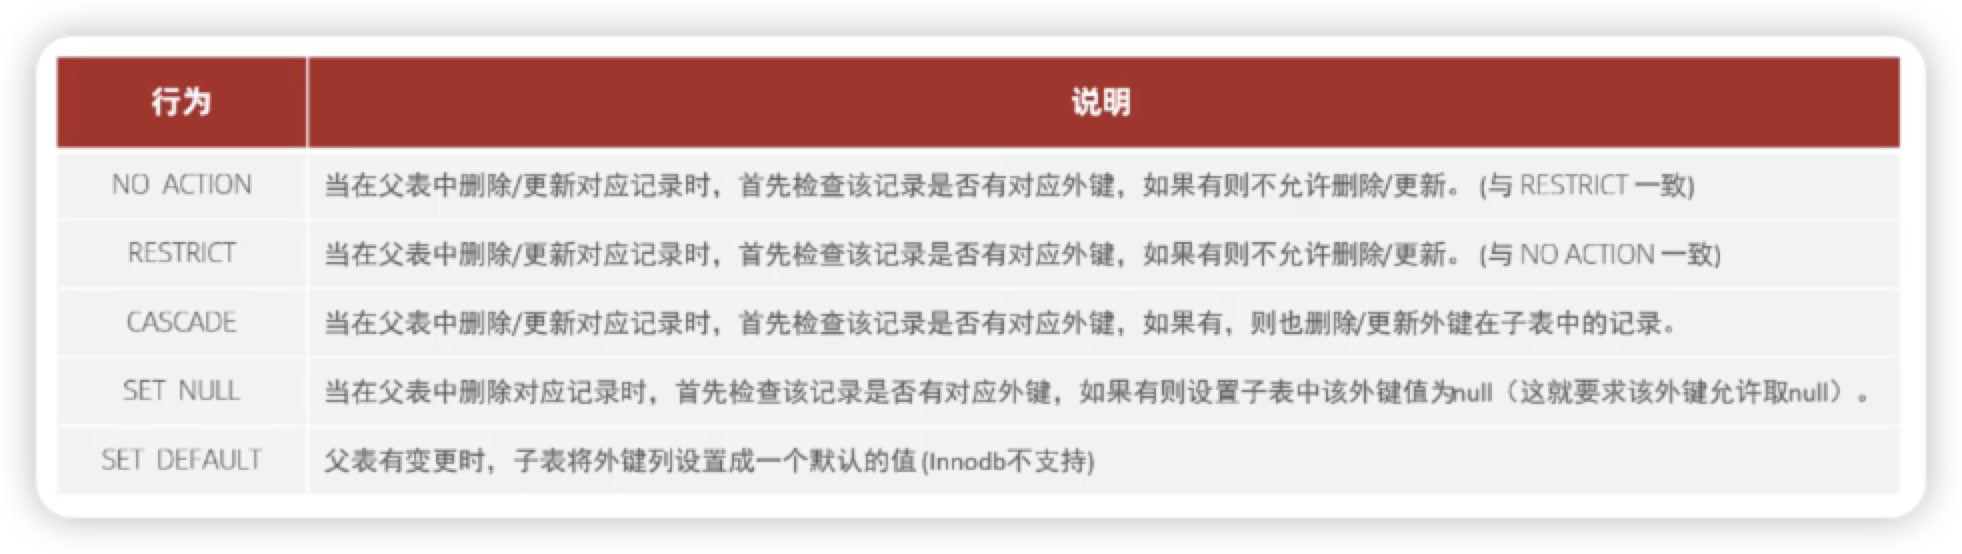 行为 说明
NO ACTION 当在父表中删除/更新对应记录时，首先检查该记录是否有对应外键，如果有则不允许删除/更新。 (与 RESTRICT 一致)
RESTRICT 当在父表中删除/更新对应记录时，首先检查该记录是否有对应外键，如果有则不允许删除/更新。 (与 NO ACTION 一致)
CASCADE 当在父表中删除/更新对应记录时，首先检查该记录是否有对应外键，如果有，则也删除/更新外键在子表中的记录。
SET NULL 当在父表中删除对应记录时，首先检查该记录是否有对应外键，如果有则设置子表中该外键值为null（这就要求该外键允许取null）。
SET DEFAULT 父表有变更时，子表将外键列设置成一个默认的值 (Innodb不支持)